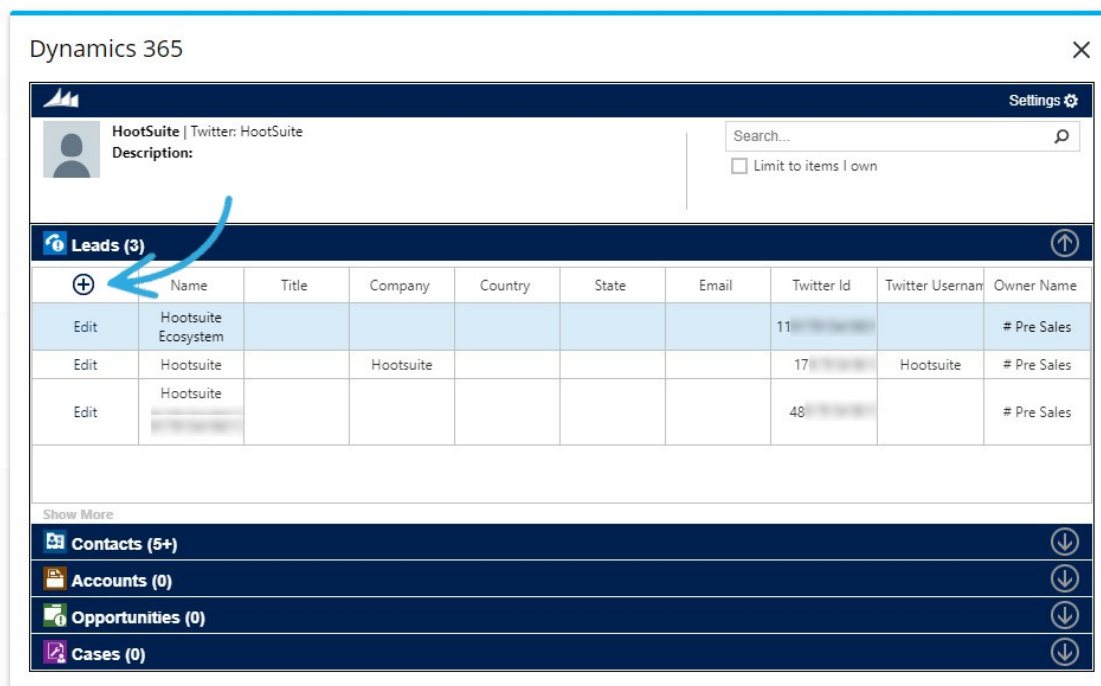 Dynamics 365
Settings
HootSuite | Twitter: HootSuite
Description:
Search...
Limit to items I own
Leads (3)
Name Title Company Country State Email Twitter Id Twitter Usernam Owner Name
Edit Hootsuite Ecosystem 11 # Pre Sales
Edit Hootsuite Hootsuite 17 Hootsuite # Pre Sales
Edit Hootsuite 48 # Pre Sales
Show More
Contacts (5+)
Accounts (0)
Opportunities (0)
Cases (0)